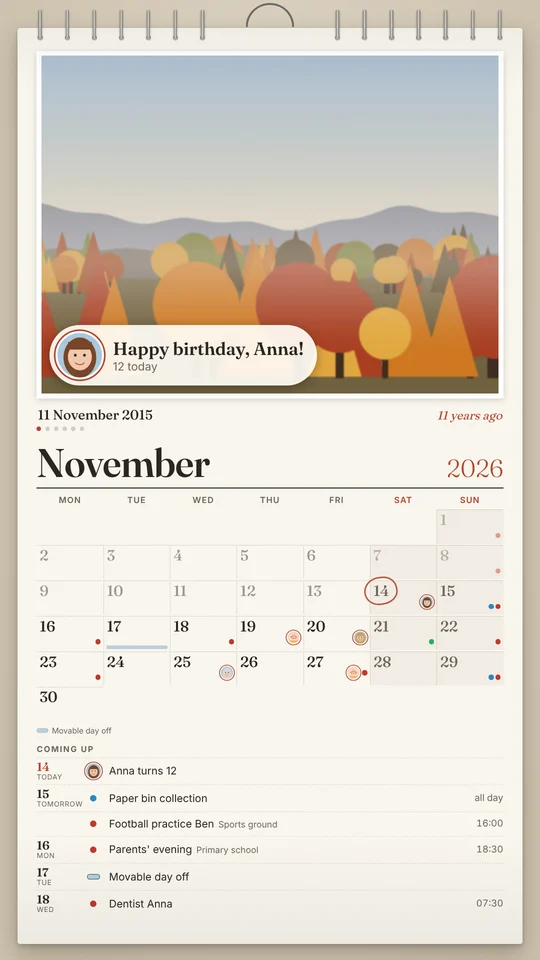 Happy birthday, Anna!
12 today
11 November 2015
11 years ago
November
2026
MON TUE WED THU FRI SAT SUN
1
2 3 4 5 6 7 8
9 10 11 12 13 14 15
16 17 18 19 20 21 22
23 24 25 26 27 28 29
30
Movable day off
COMING UP
14 Anna turns 12
TODAY
15 Paper bin collection all day
TOMORROW
Football practice Ben Sports ground 16:00
16 Parents' evening Primary school 18:30
MON
17 Movable day off
TUE
18 Dentist Anna 07:30
WED